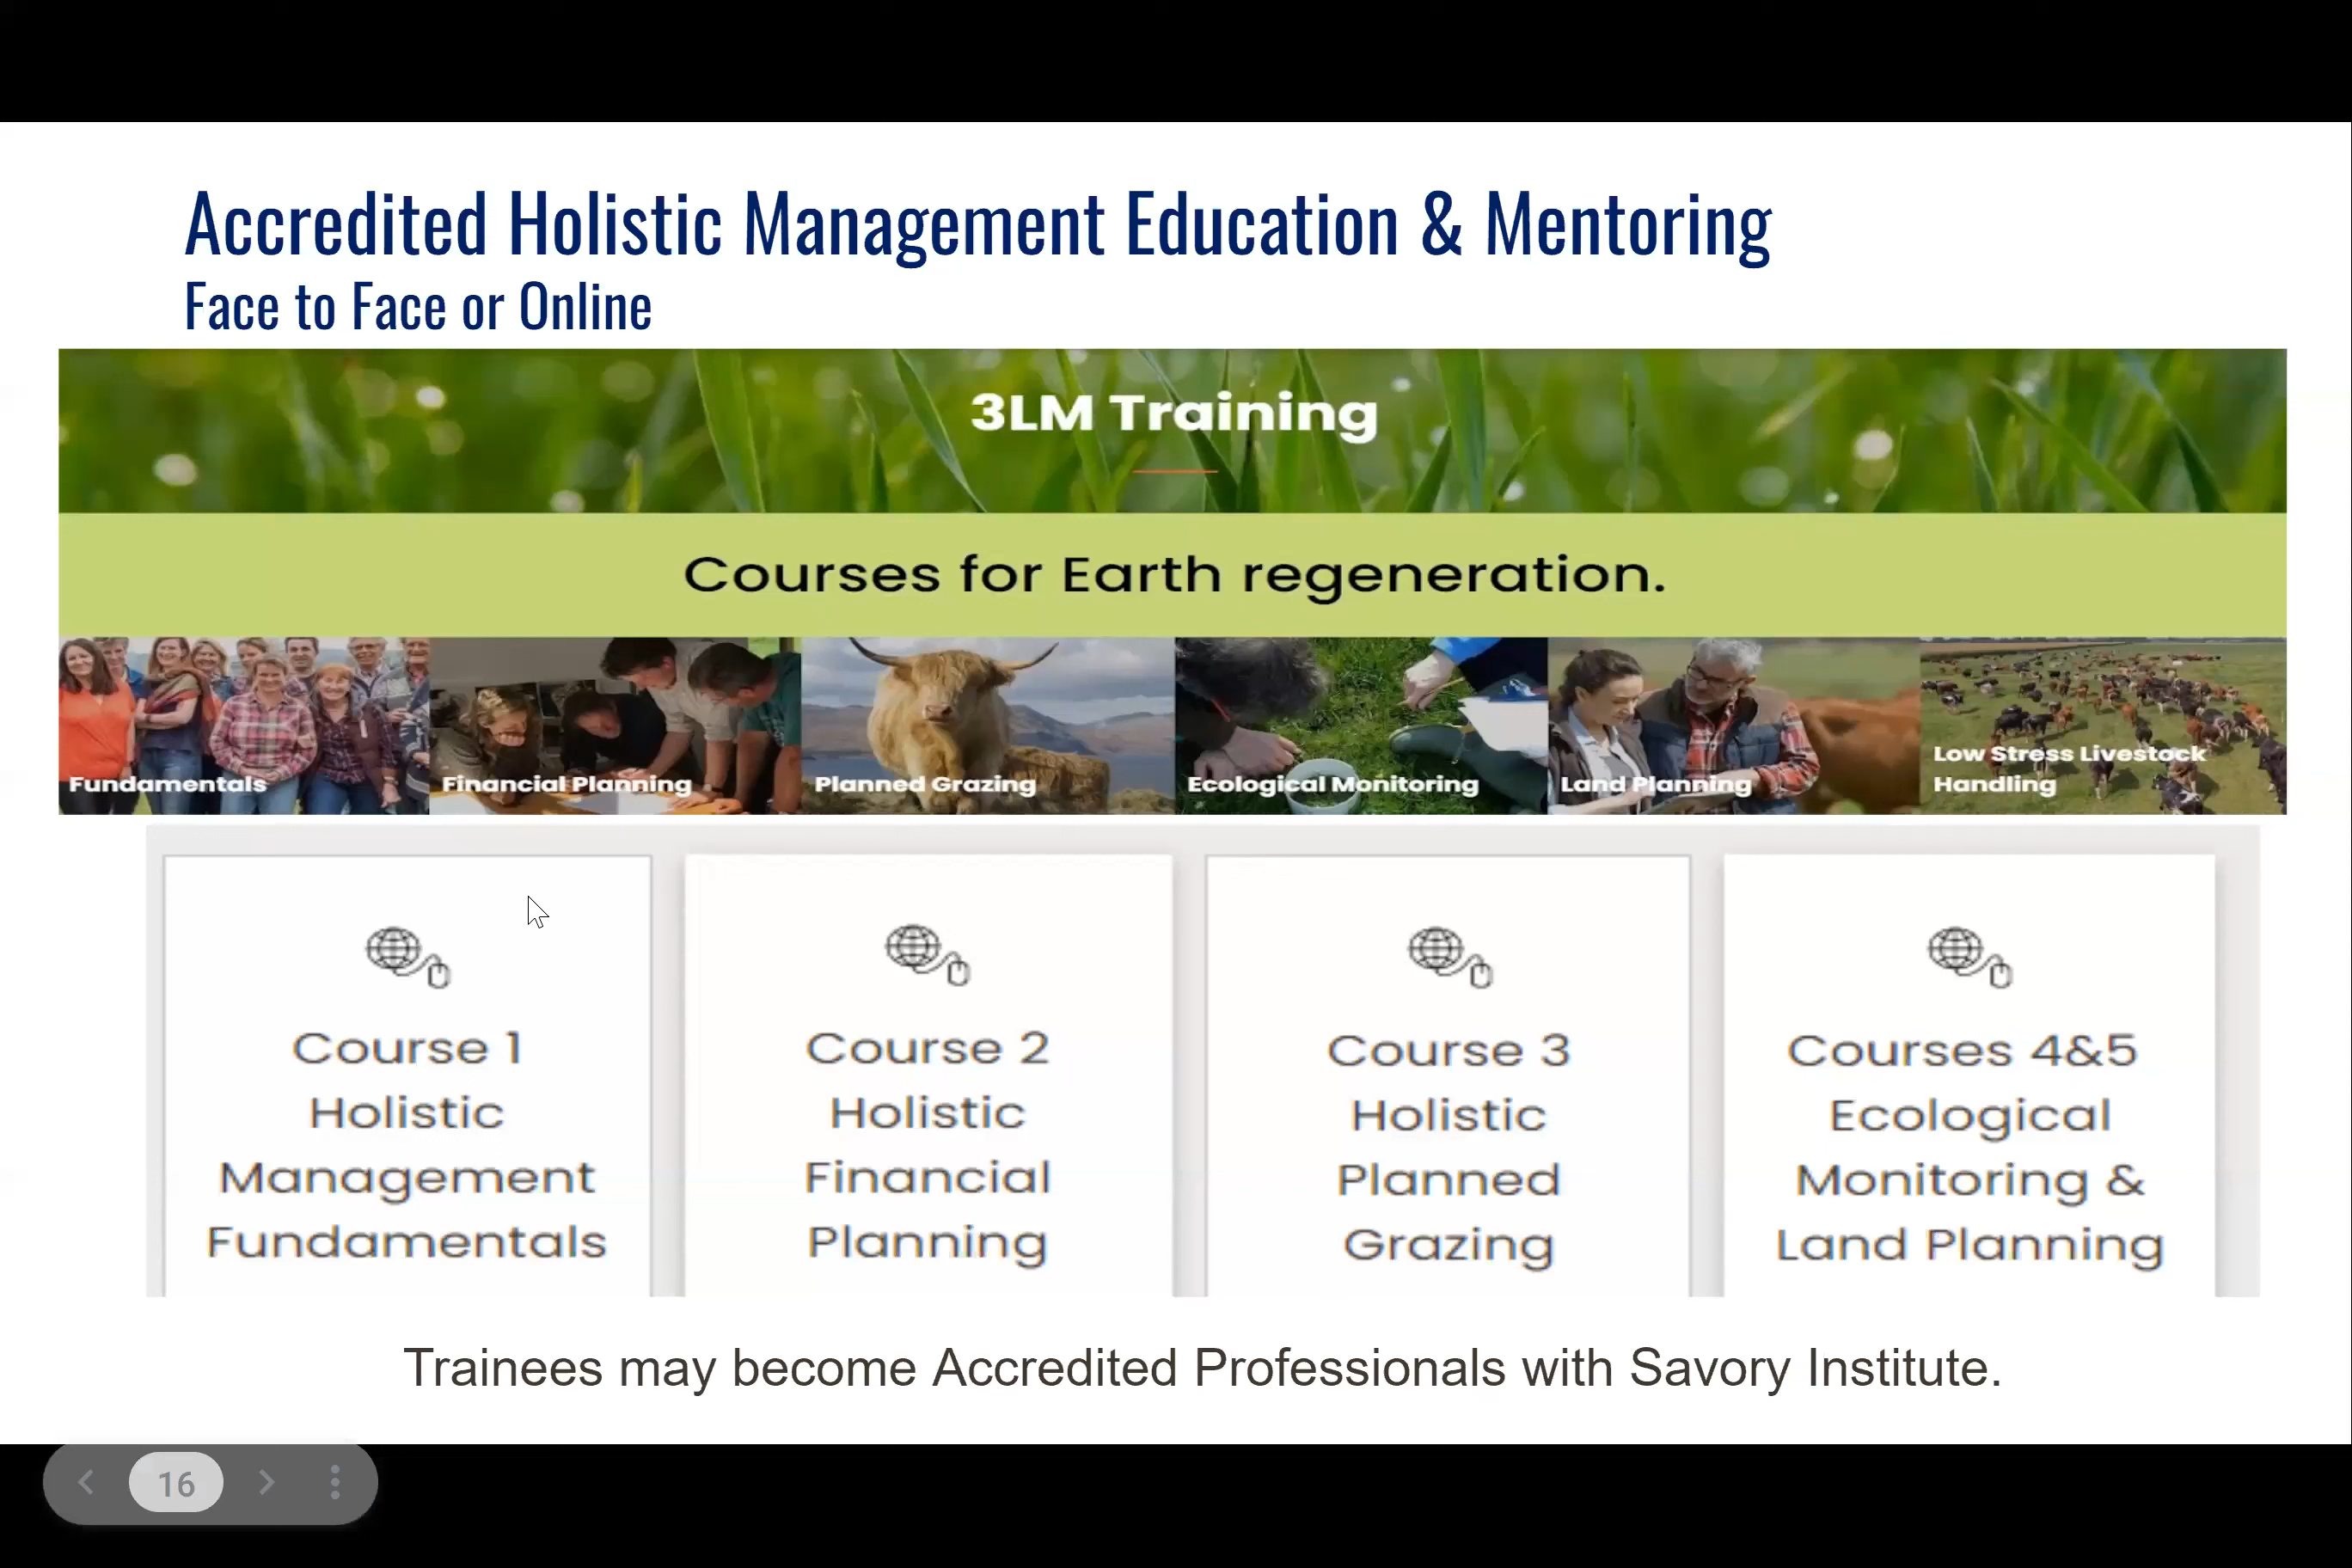 Accredited Holistic Management Education & Mentoring
Face to Face or Online
3LM Training
Courses for Earth regeneration.
Fundamentals
Financial Planning
Planned Grazing
Ecological Monitoring
Land Planning
Low Stress Livestock
Handling
Course 1
Holistic
Management
Fundamentals
Course 2
Holistic
Financial
Planning
Course 3
Holistic
Planned
Grazing
Courses 4&5
Ecological
Monitoring &
Land Planning
Trainees may become Accredited Professionals with Savory Institute.
16